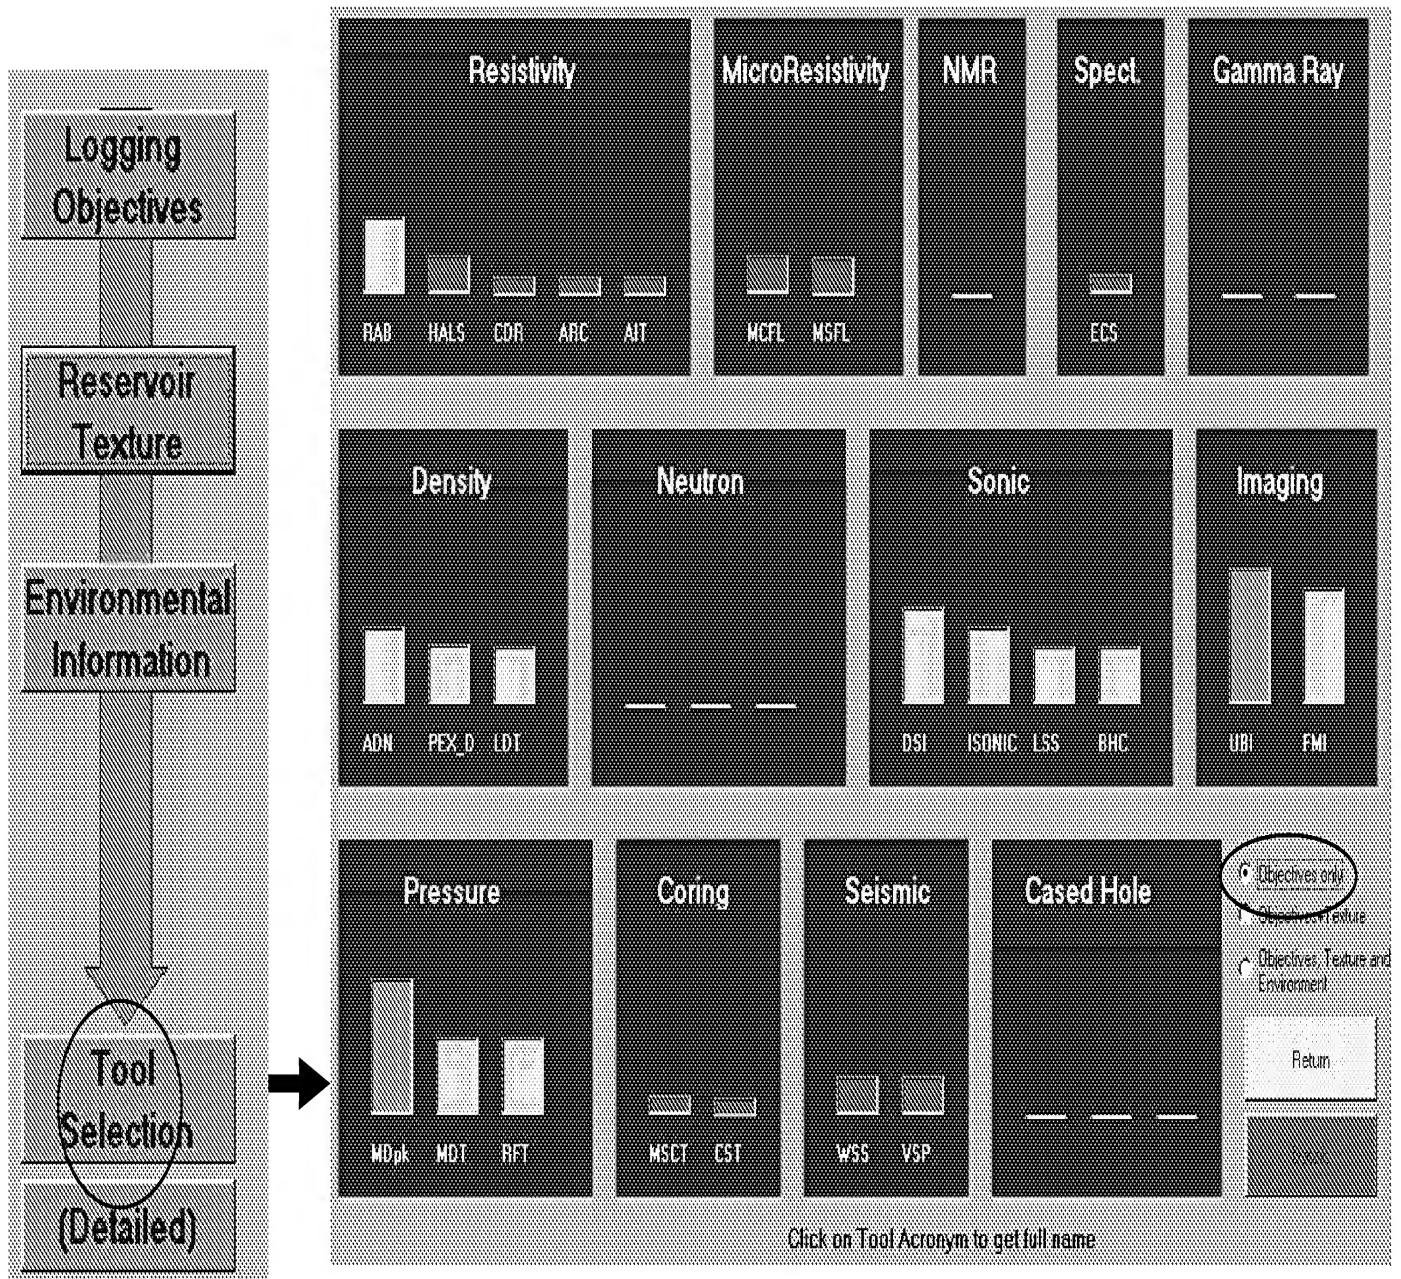 Logging
Objectives
Reservoir
Texture
Environmental
Information
Tool
Selection
(Detailed)
Resistivity
RAB HALS CDR ARC AIT
MicroResistivity
MCFL MSFL
NMR
Spect.
ECS
Gamma Ray
Density
ADN PEX_D LDT
Neutron
Sonic
DSI ISONIC LSS BHC
Imaging
UBI FMI
Pressure
MDpk MDT RFT
Coring
MSCT CST
Seismic
WSS VSP
Cased Hole
Objectives only
Texture
Objectives, Texture and
Environment
Return
Click on Tool Acronym to get full name